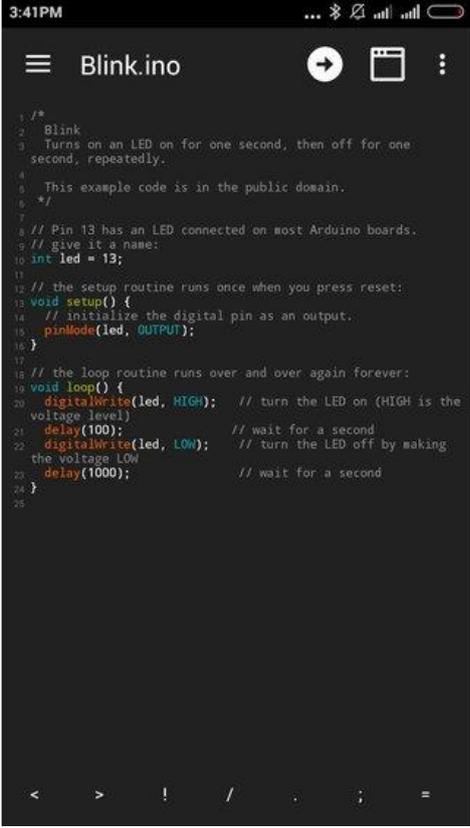 3:41PM
Blink.ino
1 /*
2 Blink
3 Turns on an LED on for one second, then off for one
second, repeatedly.
4
5 This example code is in the public domain.
6 */
7
8 // Pin 13 has an LED connected on most Arduino boards.
9 // give it a name:
10 int led = 13;
11
12 // the setup routine runs once when you press reset:
13 void setup() {
14 // initialize the digital pin as an output.
15 pinMode(led, OUTPUT);
16 }
17
18 // the loop routine runs over and over again forever:
19 void loop() {
20 digitalWrite(led, HIGH); // turn the LED on (HIGH is the
voltage level)
21 delay(100); // wait for a second
22 digitalWrite(led, LOW); // turn the LED off by making
the voltage LOW
23 delay(1000); // wait for a second
24 }
25
< > ! / . ; =